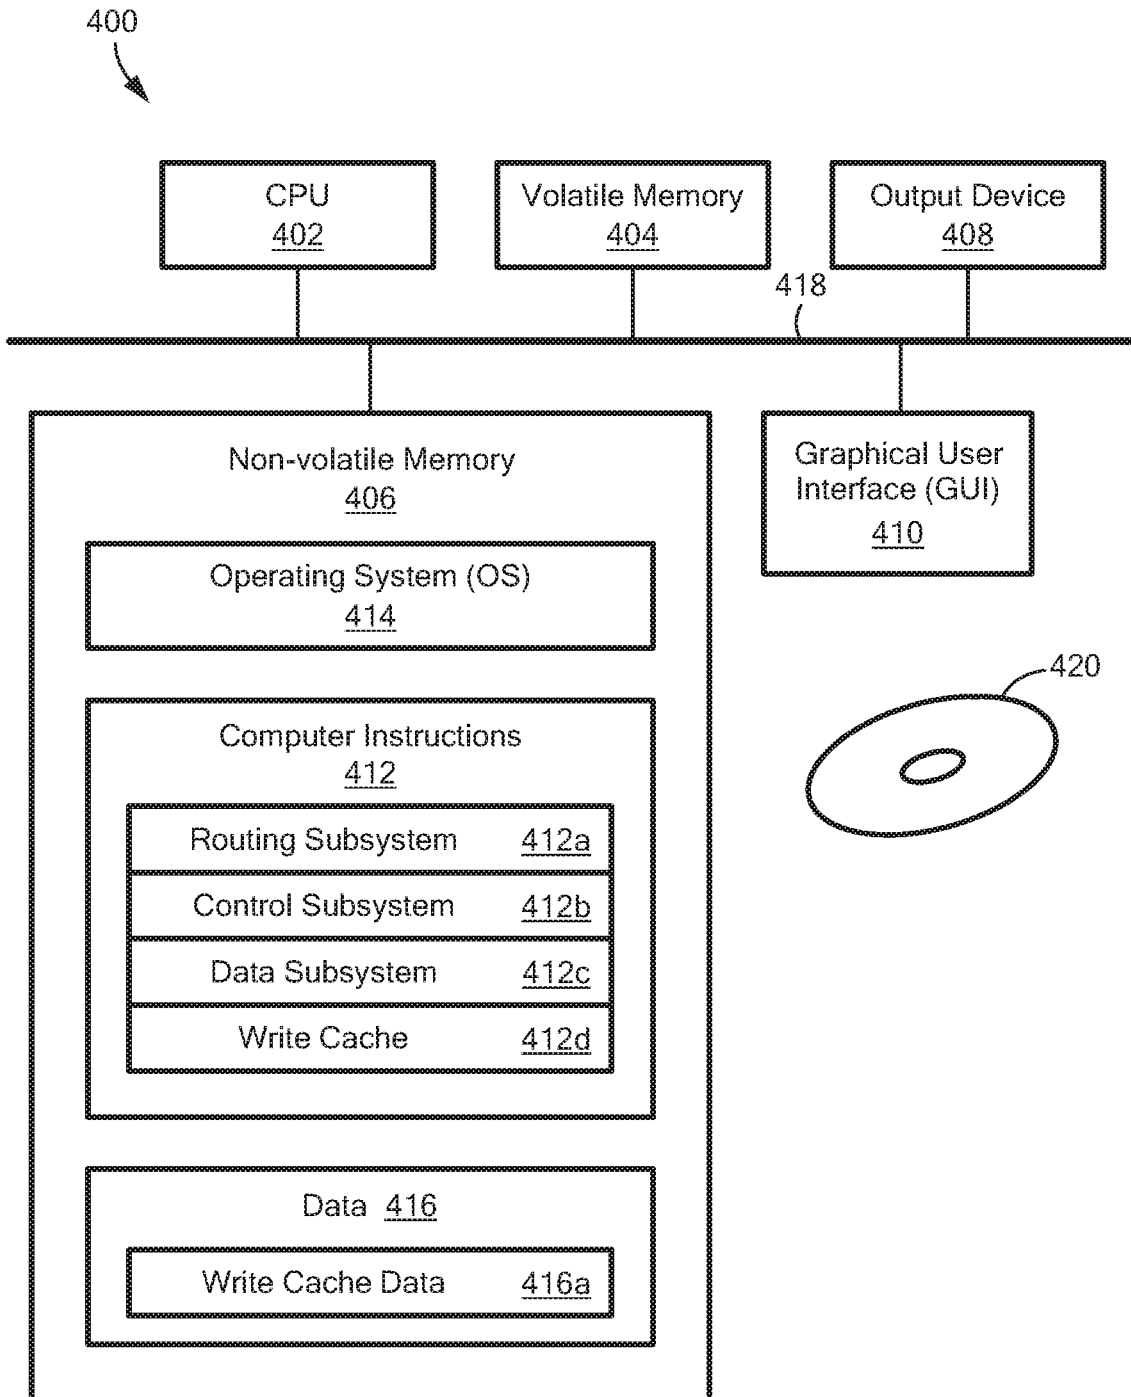 400
CPU
402
Volatile Memory
404
Output Device
408
418
Non-volatile Memory
406
Graphical User
Interface (GUI)
410
Operating System (OS)
414
420
Computer Instructions
412
Routing Subsystem 412a
Control Subsystem 412b
Data Subsystem 412c
Write Cache 412d
Data 416
Write Cache Data 416a